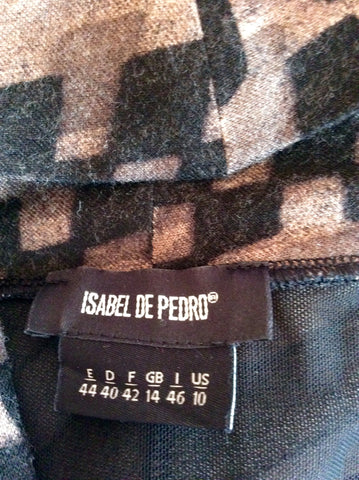 ISABEL DE PEDRO®
E D F GB I US
44 40 42 14 46 10